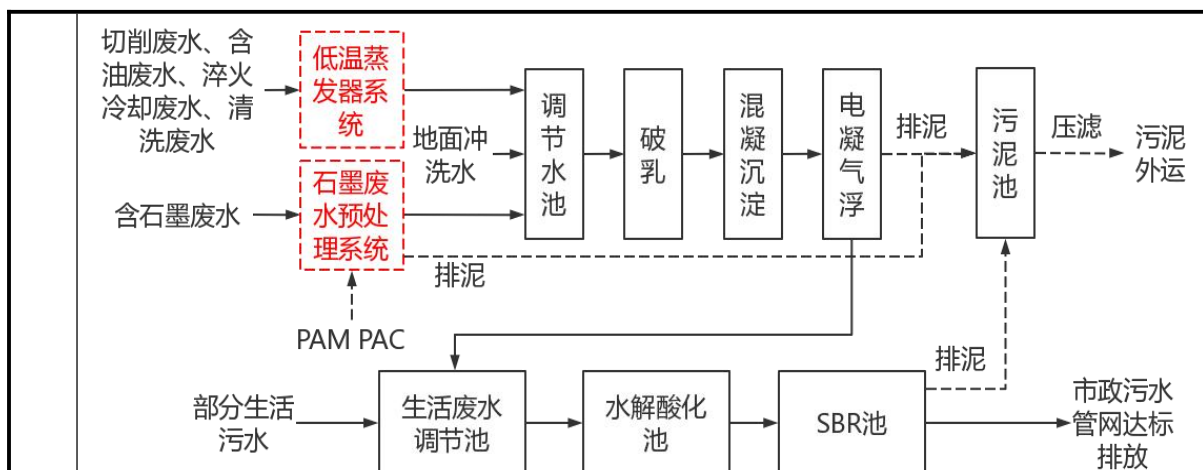 切削废水、含
油废水、淬火
冷却废水、清
洗废水
低温蒸
发器系
统
地面冲
洗水
含石墨废水
石墨废
水预处
理系统
PAM PAC
调
节
水
池
破
乳
混
凝
沉
淀
电
凝
气
浮
排泥
排泥
污
泥
池
压滤
污泥
外运
部分生活
污水
生活废水
调节池
水解酸化
池
SBR池
排泥
市政污水
管网达标
排放